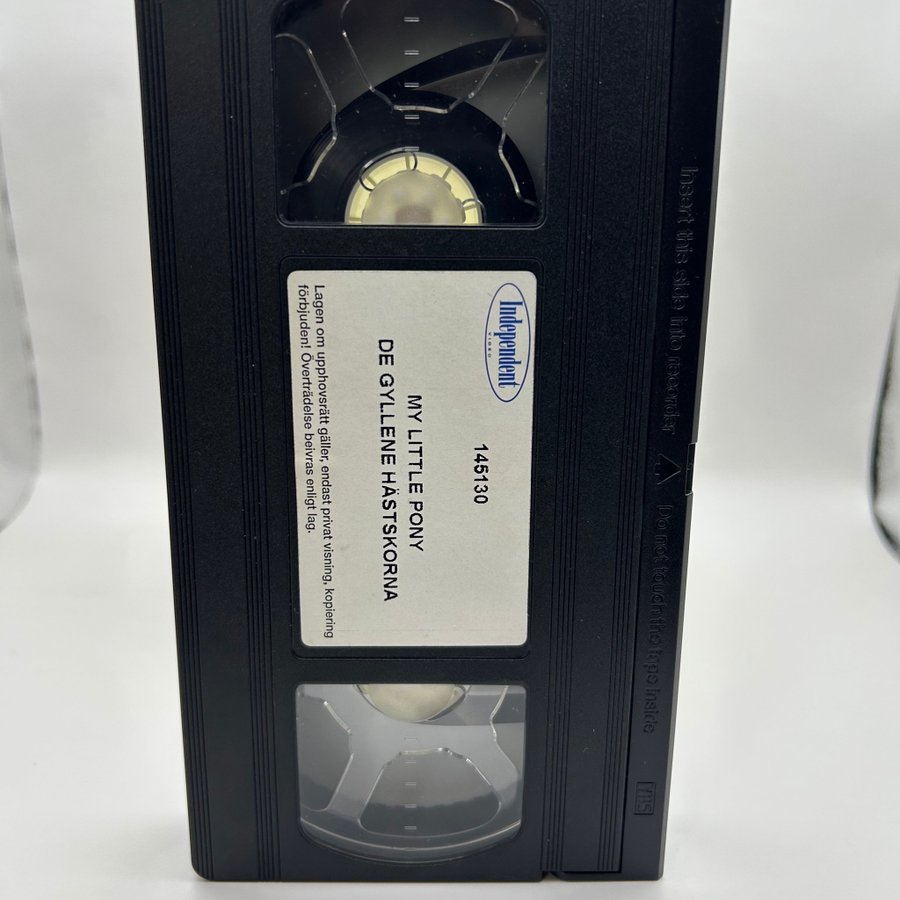 Independent
VIDEO
145130
MY LITTLE PONY
DE GYLLENE HÄSTSKORNA
Lagen om upphovsrätt gäller, endast privat visning, kopiering
förbjuden! Överträdelse beivras enligt lag.
Insert this side into recorder
Do not touch the tape inside
VHS